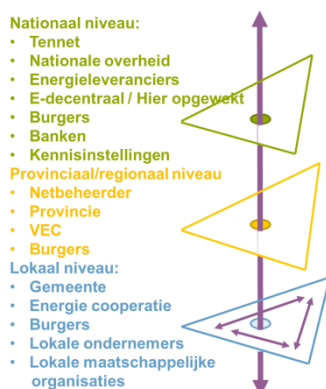 Nationaal niveau:
• Tennet
• Nationale overheid
• Energieleveranciers
• E-decentraal / Hier opgewekt
• Burgers
• Banken
• Kennisinstellingen
Provinciaal/regionaal niveau
• Netbeheerder
• Provincie
• VEC
• Burgers
Lokaal niveau:
• Gemeente
• Energie cooperatie
• Burgers
• Lokale ondernemers
• Lokale maatschappelijke
organisaties